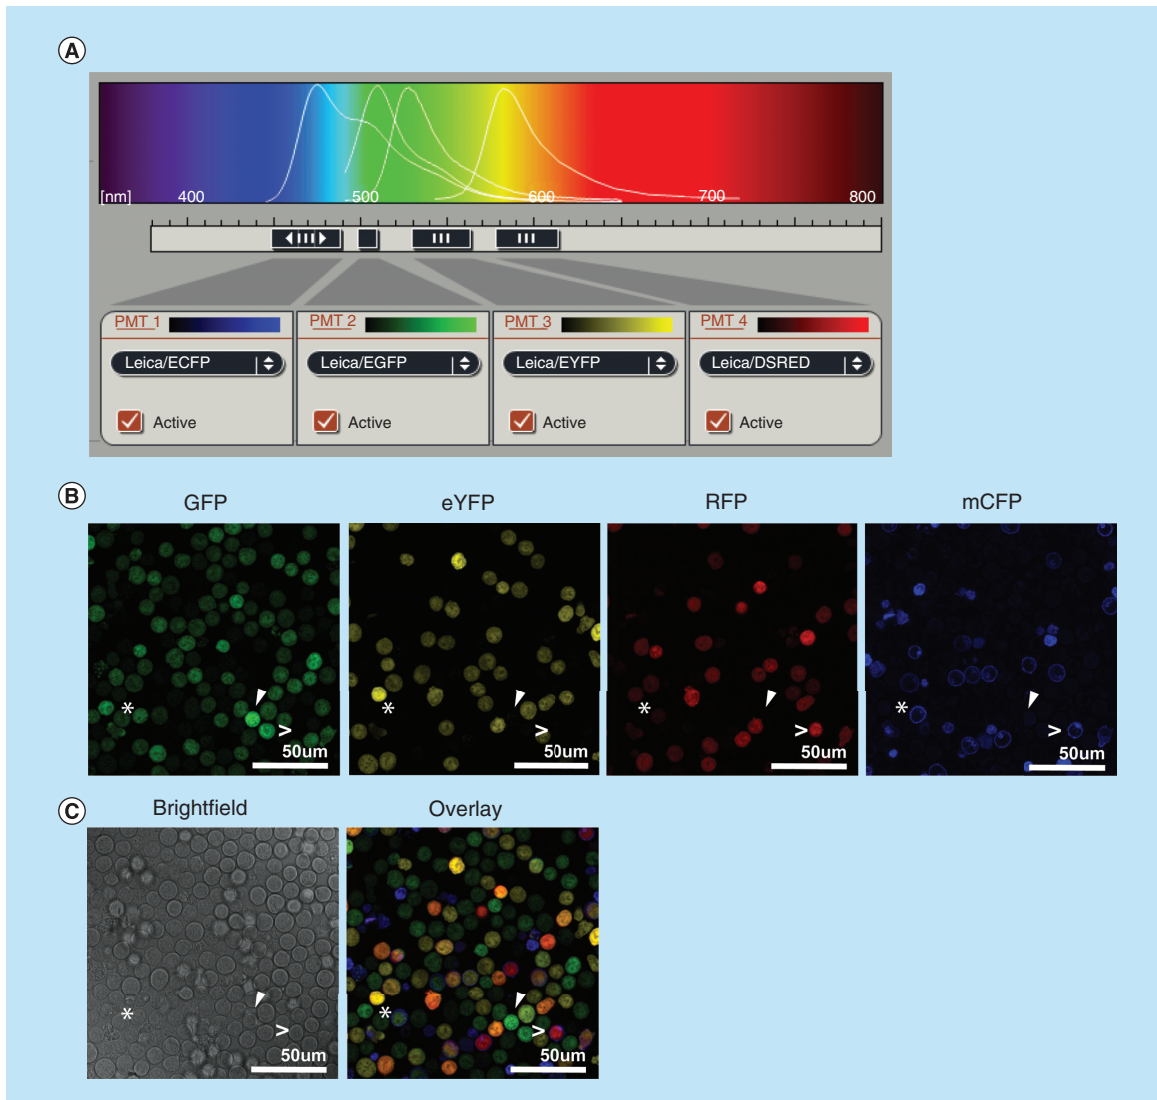 A
[nm] 400 500 600 700 800
PMT 1 PMT 2 PMT 3 PMT 4
Leica/ECFP Leica/EGFP Leica/EYFP Leica/DSRED
Active Active Active Active
B
GFP eYFP RFP mCFP
* > * > * > * >
50um 50um 50um 50um
C
Brightfield Overlay
* > * >
50um 50um